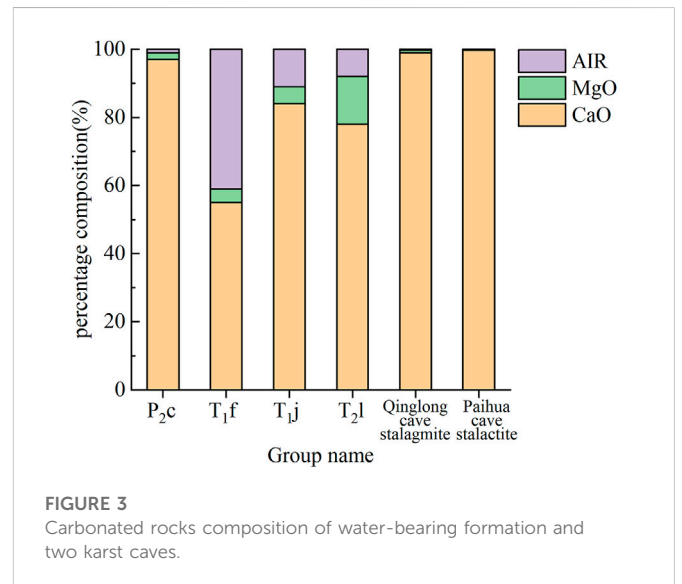 100
80
60
40
20
0
percentage composition(%)
AIR
MgO
CaO
P₂c
T₁f
T₁j
T₂l
Qinglong
cave
stalagmite
Paihua
cave
stalactite
Group name
FIGURE 3
Carbonated rocks composition of water-bearing formation and
two karst caves.